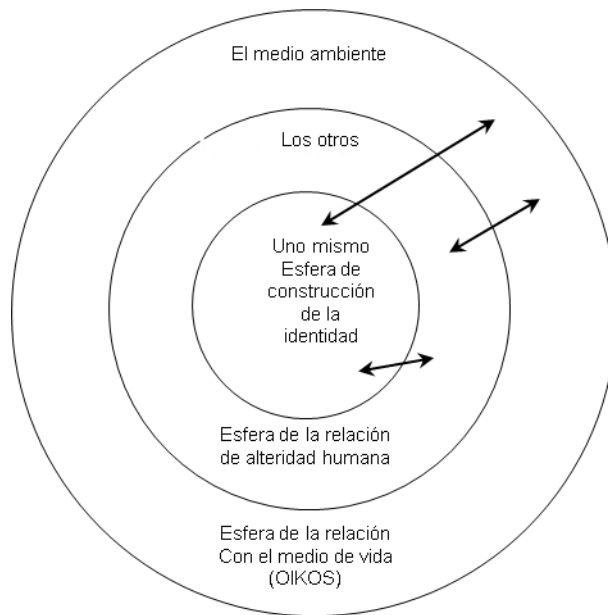 El medio ambiente
Los otros
Uno mismo
Esfera de
construcción
de la
identidad
Esfera de la relación
de alteridad humana
Esfera de la relación
Con el medio de vida
(OIKOS)